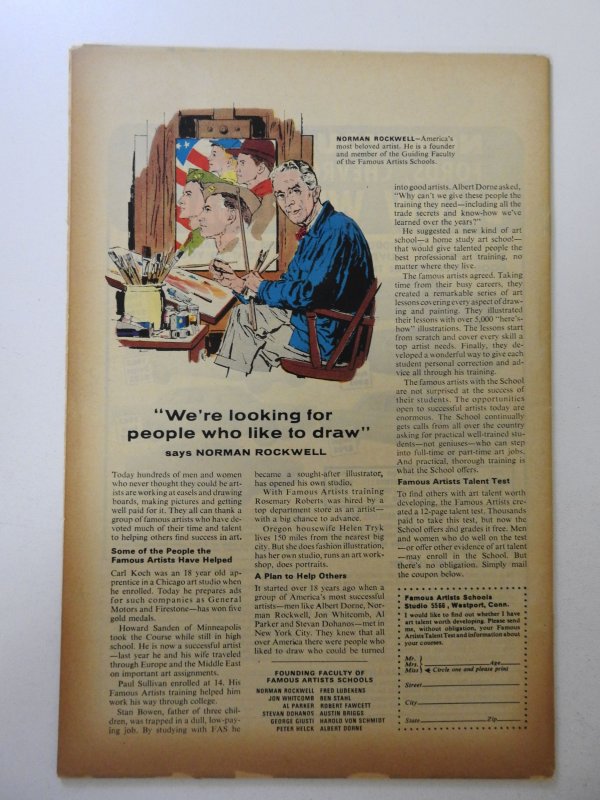 NORMAN ROCKWELL—America's
most beloved artist. He is a founder
and member of the Guiding Faculty
of the Famous Artists Schools.
"We're looking for
people who like to draw"
says NORMAN ROCKWELL
Today hundreds of men and women
who never thought they could be art-
ists are working at easels and drawing
boards, making pictures and getting
well paid for it. They all can thank a
group of famous artists who have de-
voted much of their time and talent
to helping others find success in art.
Some of the People the
Famous Artists Have Helped
Carl Koch was an 18 year old ap-
prentice in a Chicago art studio when
he enrolled. Today he prepares ads
for such companies as General
Motors and Firestone—has won five
gold medals.
Howard Sanden of Minneapolis
took the Course while still in high
school. He is now a successful artist
—last year he and his wife traveled
through Europe and the Middle East
on important art assignments.
Paul Sullivan enrolled at 14. His
Famous Artists training helped him
work his way through college.
Stan Bowen, father of three chil-
dren, was trapped in a dull, low-pay-
ing job. By studying with FAS he
became a sought-after illustrator,
has opened his own studio.
With Famous Artists training
Rosemary Roberts was hired by a
top department store as an artist—
with a big chance to advance.
Oregon housewife Helen Tryk
lives 150 miles from the nearest big
city. But she does fashion illustration,
has her own studio, runs an art work-
shop, does portraits.
A Plan to Help Others
It started over 18 years ago when a
group of America's most successful
artists—men like Albert Dorne, Nor-
man Rockwell, Jon Whitcomb, Al
Parker and Stevan Dohanos—met in
New York City. They knew that all
over America there were people who
liked to draw who could be turned
into good artists. Albert Dorne asked,
"Why can't we give these people the
training they need—including all the
trade secrets and know-how we've
learned over the years?"
He suggested a new kind of art
school—a home study art school—
that would give talented people the
best professional art training, no
matter where they live.
The famous artists agreed. Taking
time from their busy careers, they
created a remarkable series of art
lessons covering every aspect of draw-
ing and painting. They illustrated
their lessons with over 5,000 "here's-
how" illustrations. The lessons start
from scratch and cover every skill a
top artist needs. Finally, they de-
veloped a wonderful way to give each
student personal correction and ad-
vice all through his training.
The famous artists with the School
are not surprised at the success of
their students. The opportunities
open to successful artists today are
enormous. The School continually
gets calls from all over the country
asking for practical well-trained stu-
dents—not geniuses—who can step
into full-time or part-time art jobs.
And practical, thorough training is
what the School offers.
Famous Artists Talent Test
To find others with art talent worth
developing, the Famous Artists cre-
ated a 12-page talent test. Thousands
paid to take this test, but now the
School offers and grades it free. Men
and women who do well on the test
—or offer other evidence of art talent
—may enroll in the School. But
there's no obligation. Simply mail
the coupon below.
FOUNDING FACULTY OF
FAMOUS ARTISTS SCHOOLS
NORMAN ROCKWELL FRED LUDEKENS
JON WHITCOMB BEN STAHL
AL PARKER ROBERT FAWCETT
STEVAN DOHANOS AUSTIN BRIGGS
GEORGE GIUSTI HAROLD VON SCHMIDT
PETER HELCK ALBERT DORNE
Famous Artists Schools
Studio 5566, Westport, Conn.
I would like to find out whether I have
art talent worth developing. Please send
me, without obligation, your Famous
Artists Talent Test and information about
your courses.
Mr.
Mrs. Age
Miss Circle one and please print
Street
City
State Zip